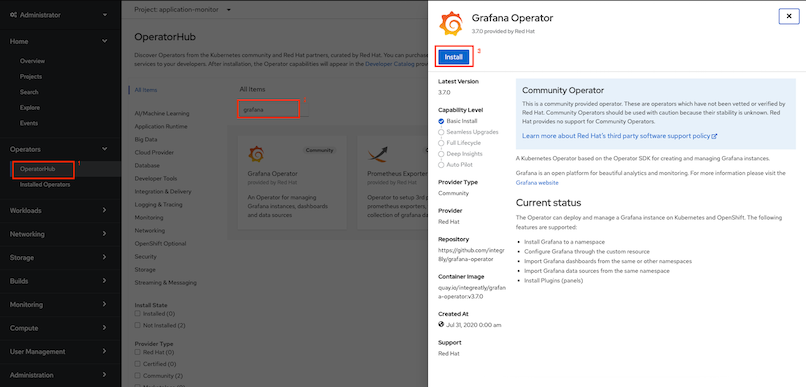 Administrator
Home
Overview
Projects
Search
Explore
Events
Operators
OperatorHub
1
Installed Operators
Workloads
Networking
Storage
Builds
Monitoring
Compute
User Management
Administration
Project: application-monitor
OperatorHub
Discover Operators from the Kubernetes community and Red Hat partners, curated by Red Hat. You can purchase
services to your developers. After installation, the Operator capabilities will appear in the Developer Catalog
All Items
AI/Machine Learning
Application Runtime
Big Data
Cloud Provider
Database
Developer Tools
Integration & Delivery
Logging & Tracing
Monitoring
Networking
OpenShift Optional
Security
Storage
Streaming & Messaging
Install State
Installed (0)
Not Installed (2)
Provider Type
Red Hat (0)
Certified (0)
Community (2)
All Items
grafana
Community
Grafana Operator
provided by Red Hat
An Operator for managing
Grafana instances, dashboards
and data sources
Prometheus Exporter
provided by Red Hat
Operator to setup 3rd
prometheus exporters,
collection of grafana
Grafana Operator
3.7.0 provided by Red Hat
Install
3
Latest Version
3.7.0
Capability Level
Basic Install
Seamless Upgrades
Full Lifecycle
Deep Insights
Auto Pilot
Provider Type
Community
Provider
Red Hat
Repository
https://github.com/integr
8lly/grafana-operator
Container Image
quay.io/integreatly/grafan
a-operator:v3.7.0
Created At
Jul 31, 2020 0:00 am
Support
Red Hat
Community Operator
This is a community provided operator. These are operators which have not been vetted or verified by
Red Hat. Community Operators should be used with caution because their stability is unknown. Red
Hat provides no support for Community Operators.
Learn more about Red Hat's third party software support policy
A Kubernetes Operator based on the Operator SDK for creating and managing Grafana instances.
Grafana is an open platform for beautiful analytics and monitoring. For more information please visit the
Grafana website
Current status
The Operator can deploy and manage a Grafana instance on Kubernetes and OpenShift. The following
features are supported:
• Install Grafana to a namespace
• Configure Grafana through the custom resource
• Import Grafana dashboards from the same or other namespaces
• Import Grafana data sources from the same namespace
• Install Plugins (panels)